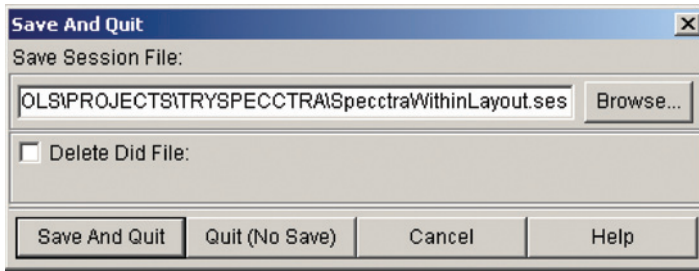 Save And Quit
Save Session File:
OLS\PROJECTS\TRYSPECCTRA\SpecctraWithinLayout.ses Browse...
Delete Did File:
Save And Quit Quit (No Save) Cancel Help